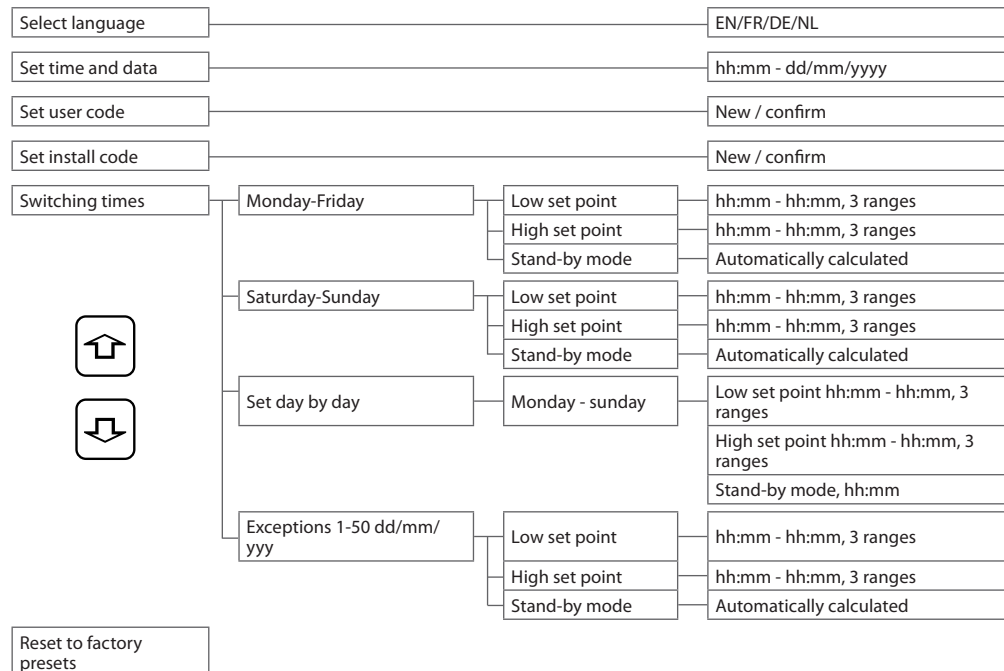 Select language
EN/FR/DE/NL
Set time and data
hh:mm - dd/mm/yyyy
Set user code
New / confirm
Set install code
New / confirm
Switching times
Monday-Friday
Low set point
hh:mm - hh:mm, 3 ranges
High set point
hh:mm - hh:mm, 3 ranges
Stand-by mode
Automatically calculated
Saturday-Sunday
Low set point
hh:mm - hh:mm, 3 ranges
High set point
hh:mm - hh:mm, 3 ranges
Stand-by mode
Automatically calculated
Set day by day
Monday - sunday
Low set point hh:mm - hh:mm, 3
ranges
High set point hh:mm - hh:mm, 3
ranges
Stand-by mode, hh:mm
Exceptions 1-50 dd/mm/
yyy
Low set point
hh:mm - hh:mm, 3 ranges
High set point
hh:mm - hh:mm, 3 ranges
Stand-by mode
Automatically calculated
Reset to factory
presets